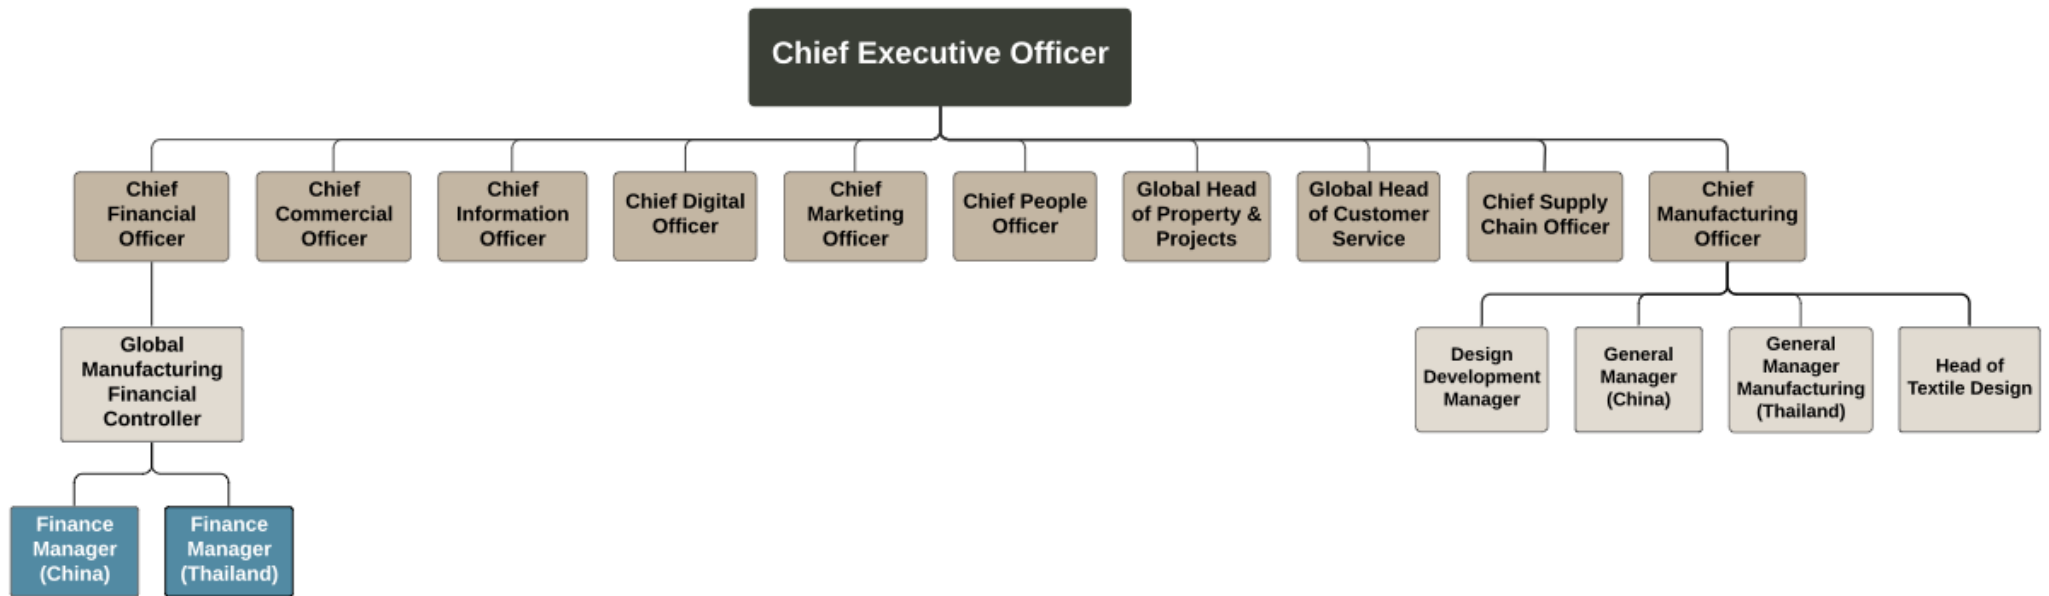 Chief Executive Officer
Chief
Financial
Officer
Chief
Commercial
Officer
Chief
Information
Officer
Chief Digital
Officer
Chief
Marketing
Officer
Chief People
Officer
Global Head
of Property &
Projects
Global Head
of Customer
Service
Chief Supply
Chain Officer
Chief
Manufacturing
Officer
Global
Manufacturing
Financial
Controller
Design
Development
Manager
General
Manager
(China)
General
Manager
Manufacturing
(Thailand)
Head of
Textile Design
Finance
Manager
(China)
Finance
Manager
(Thailand)